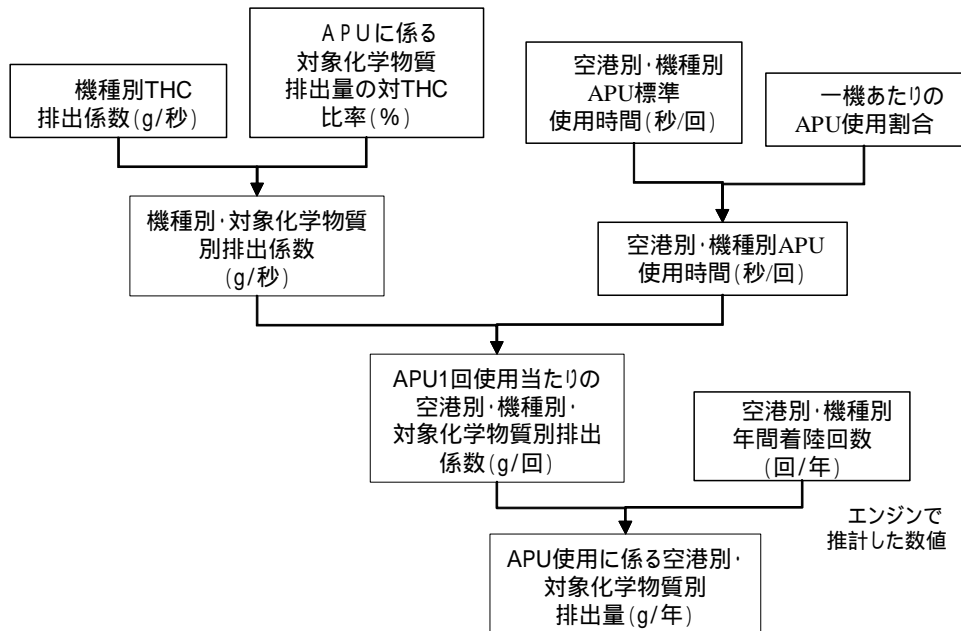 機種別THC
排出係数(g/秒)
APUに係る
対象化学物質
排出量の対THC
比率(%)
空港別・機種別
APU標準
使用時間(秒/回)
一機あたりの
APU使用割合
機種別・対象化学物質
別排出係数
(g/秒)
空港別・機種別APU
使用時間(秒/回)
APU1回使用当たりの
空港別・機種別・
対象化学物質別排出
係数(g/回)
空港別・機種別
年間着陸回数
(回/年)
エンジンで
推計した数値
APU使用に係る空港別・
対象化学物質別
排出量(g/年)